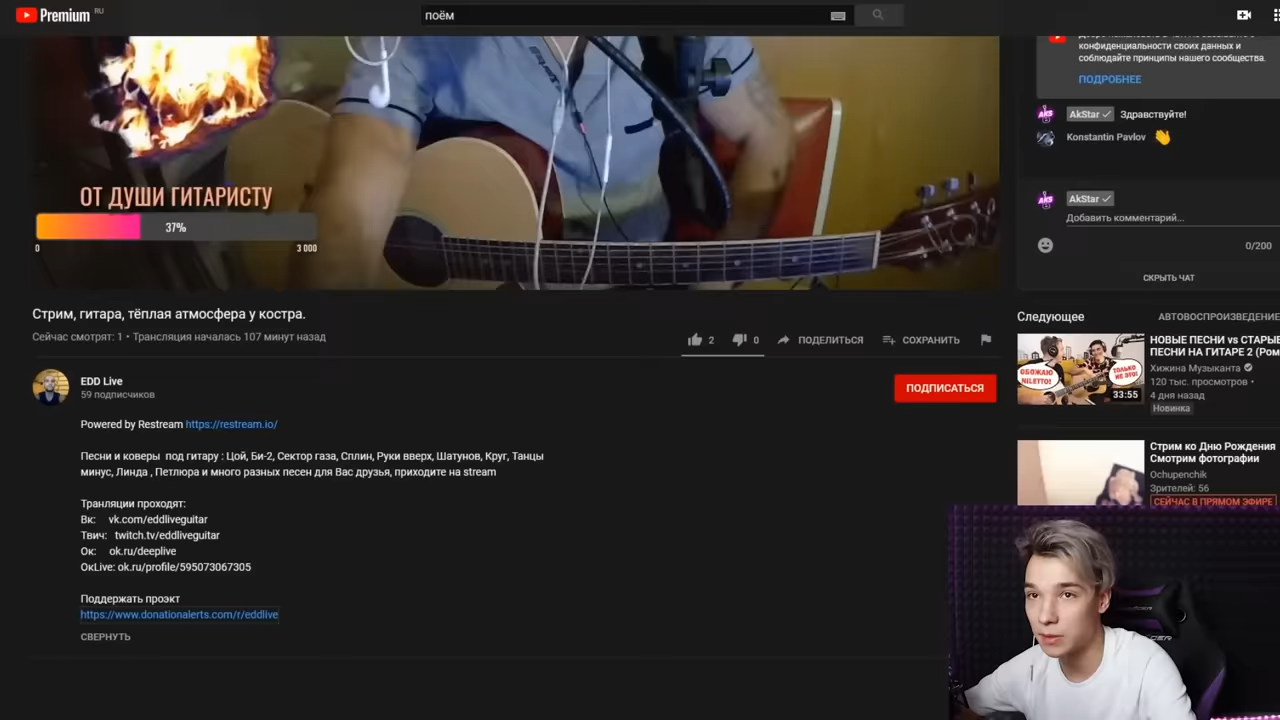 Premium RU
поём
конфиденциальности своих данных и
соблюдайте принципы нашего сообщества.
ПОДРОБНЕЕ
AkStar Здравствуйте!
Konstantin Pavlov
AkStar
Добавить комментарий...
0/200
СКРЫТЬ ЧАТ
ОТ ДУШИ ГИТАРИСТУ
37%
0 3 000
Стрим, гитара, тёплая атмосфера у костра.
Сейчас смотрят: 1 • Трансляция началась 107 минут назад
2 0 ПОДЕЛИТЬСЯ СОХРАНИТЬ
EDD Live
59 подписчиков
ПОДПИСАТЬСЯ
Powered by Restream https://restream.io/
Песни и коверы под гитару : Цой, Би-2, Сектор газа, Сплин, Руки вверх, Шатунов, Круг, Танцы
минус, Линда , Петлюра и много разных песен для Вас друзья, приходите на stream
Транляции проходят:
Вк: vk.com/eddliveguitar
Твич: twitch.tv/eddliveguitar
Ок: ok.ru/deeplive
ОкLive: ok.ru/profile/595073067305
Поддержать проэкт
https://www.donationalerts.com/r/eddlive
СВЕРНУТЬ
Следующее
АВТОВОСПРОИЗВЕДЕНИЕ
ОБОЖАЮ
NILETTO!
ТОЛЬКО
НЕ ЭТО!
33:55
НОВЫЕ ПЕСНИ vs СТАРЫЕ
ПЕСНИ НА ГИТАРЕ 2 (Ром
Хижина Музыканта
120 тыс. просмотров •
4 дня назад
Новинка
Стрим ко Дню Рождения
Смотрим фотографии
Ochupenchik
Зрителей: 56
СЕЙЧАС В ПРЯМОМ ЭФИРЕ